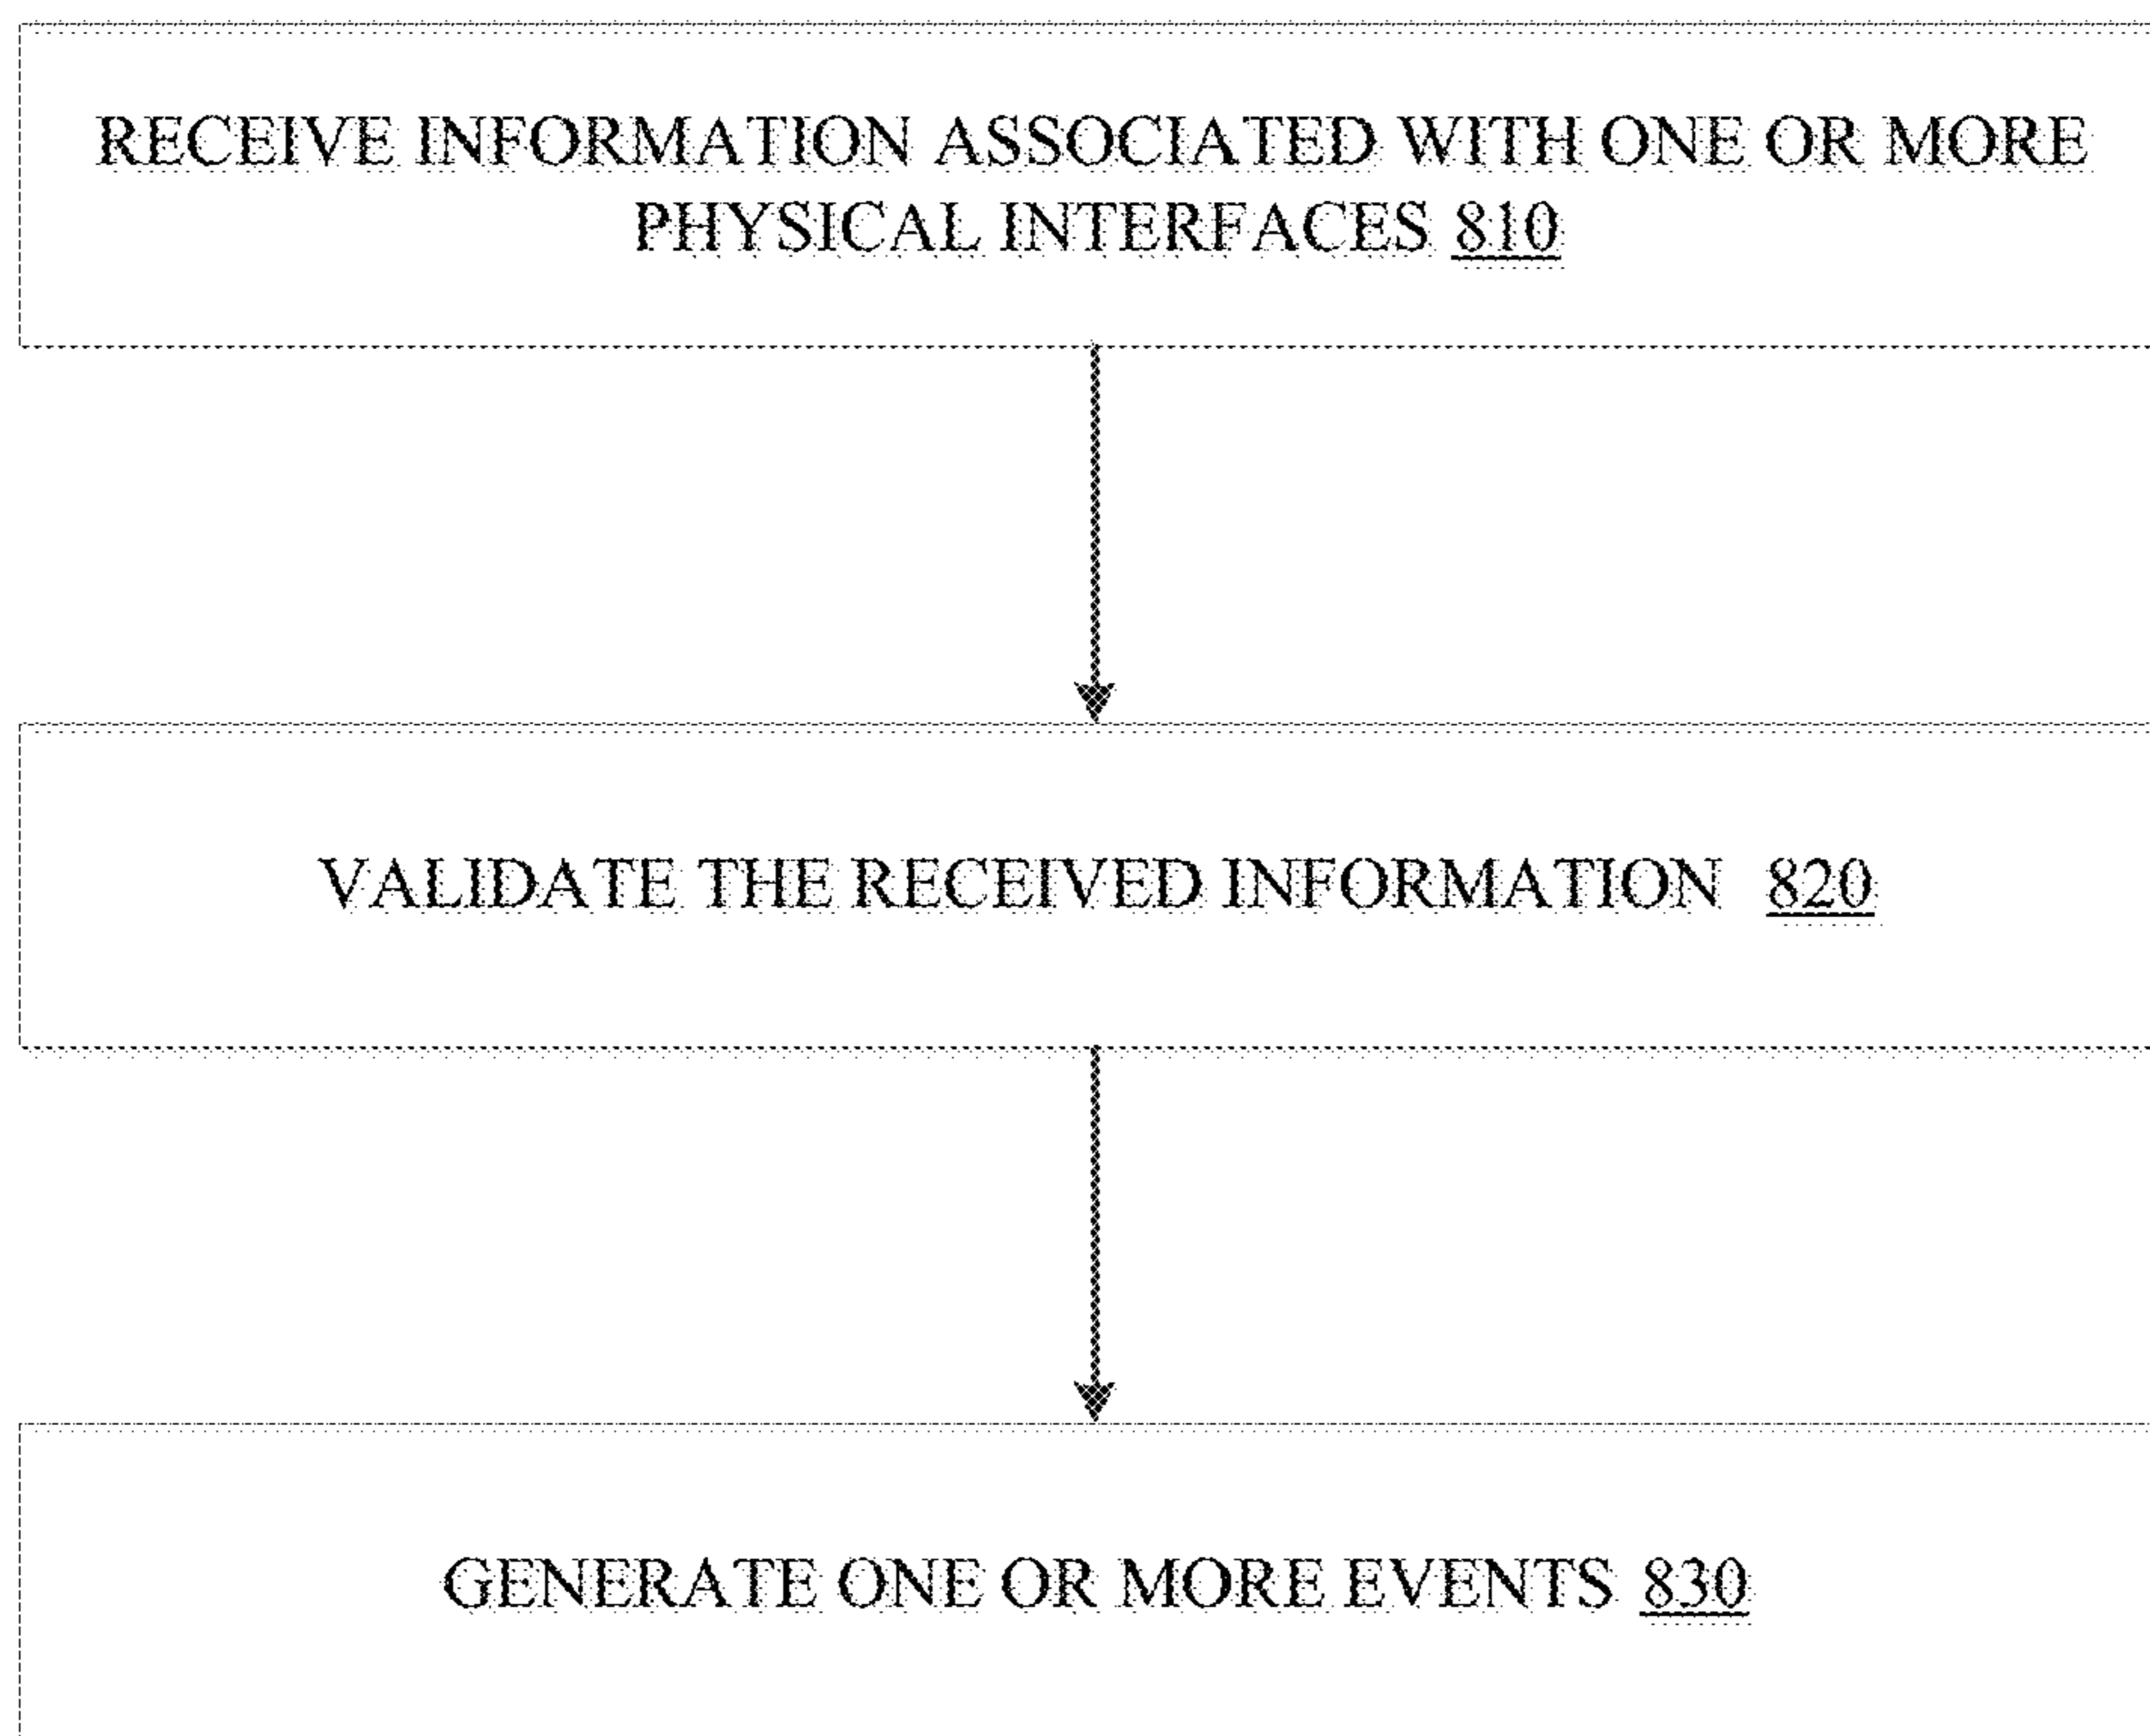 RECEIVE INFORMATION ASSOCIATED WITH ONE OR MORE
PHYSICAL INTERFACES 810
VALIDATE THE RECEIVED INFORMATION 820
GENERATE ONE OR MORE EVENTS 830